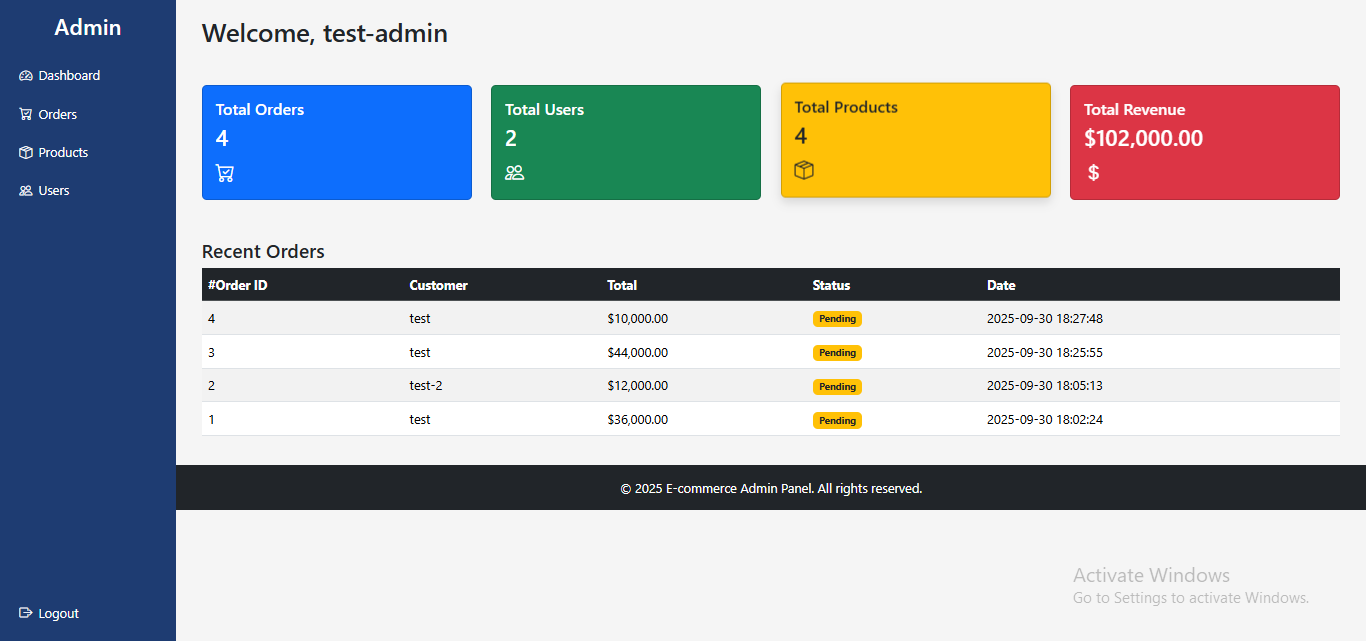 Admin
Dashboard
Orders
Products
Users
Logout
Welcome, test-admin
Total Orders
4
Total Users
2
Total Products
4
Total Revenue
$102,000.00
$
Recent Orders
#Order ID Customer Total Status Date
4 test $10,000.00 Pending 2025-09-30 18:27:48
3 test $44,000.00 Pending 2025-09-30 18:25:55
2 test-2 $12,000.00 Pending 2025-09-30 18:05:13
1 test $36,000.00 Pending 2025-09-30 18:02:24
© 2025 E-commerce Admin Panel. All rights reserved.
Activate Windows
Go to Settings to activate Windows.